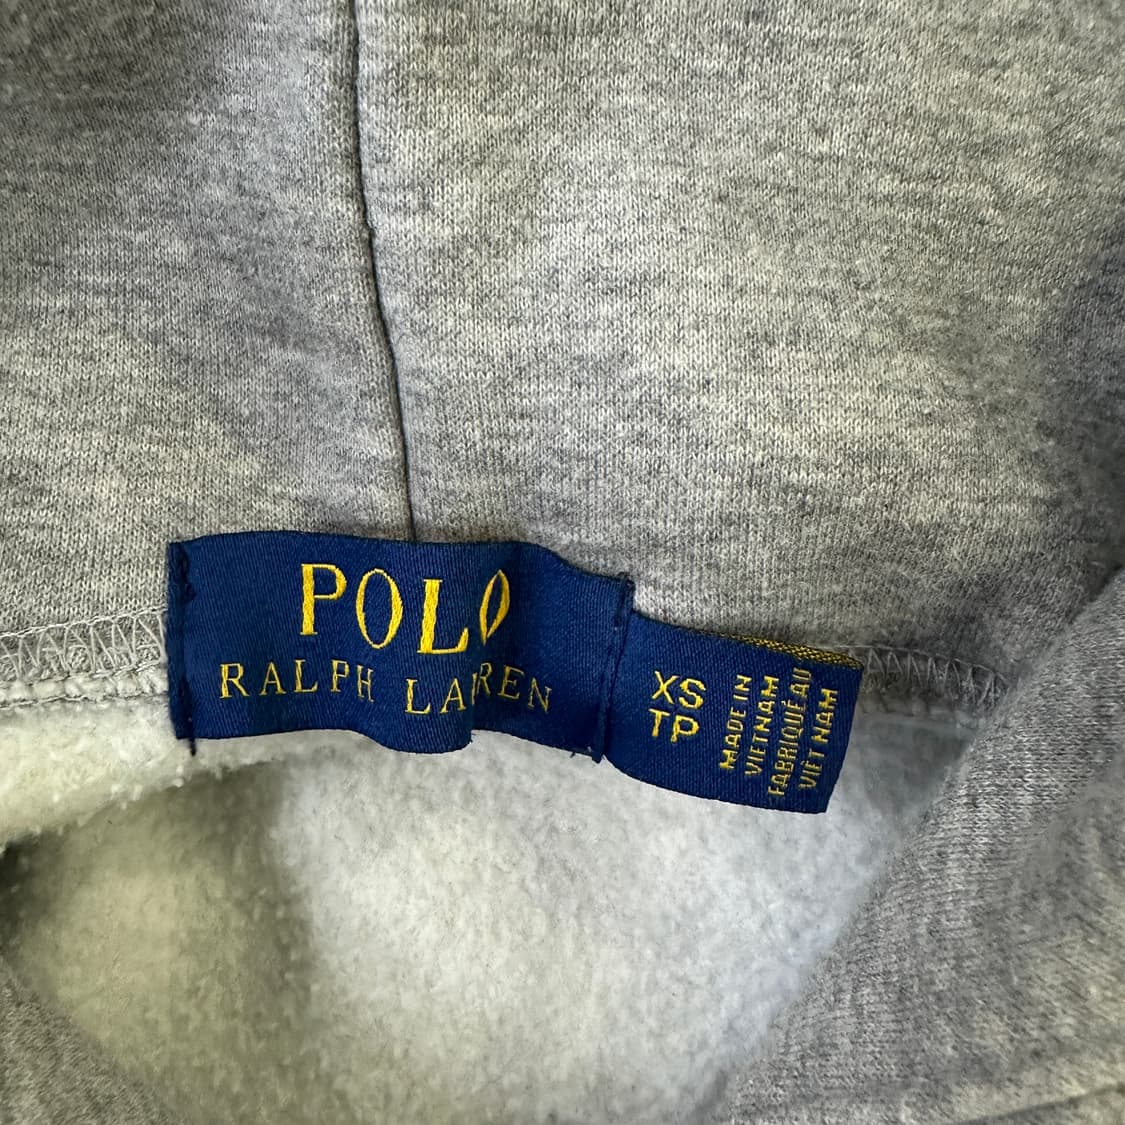 POLO
RALPH LAUREN
XS
TP
MADE IN
VIETNAM
FABRIQUÉ AU
VIÊT NAM